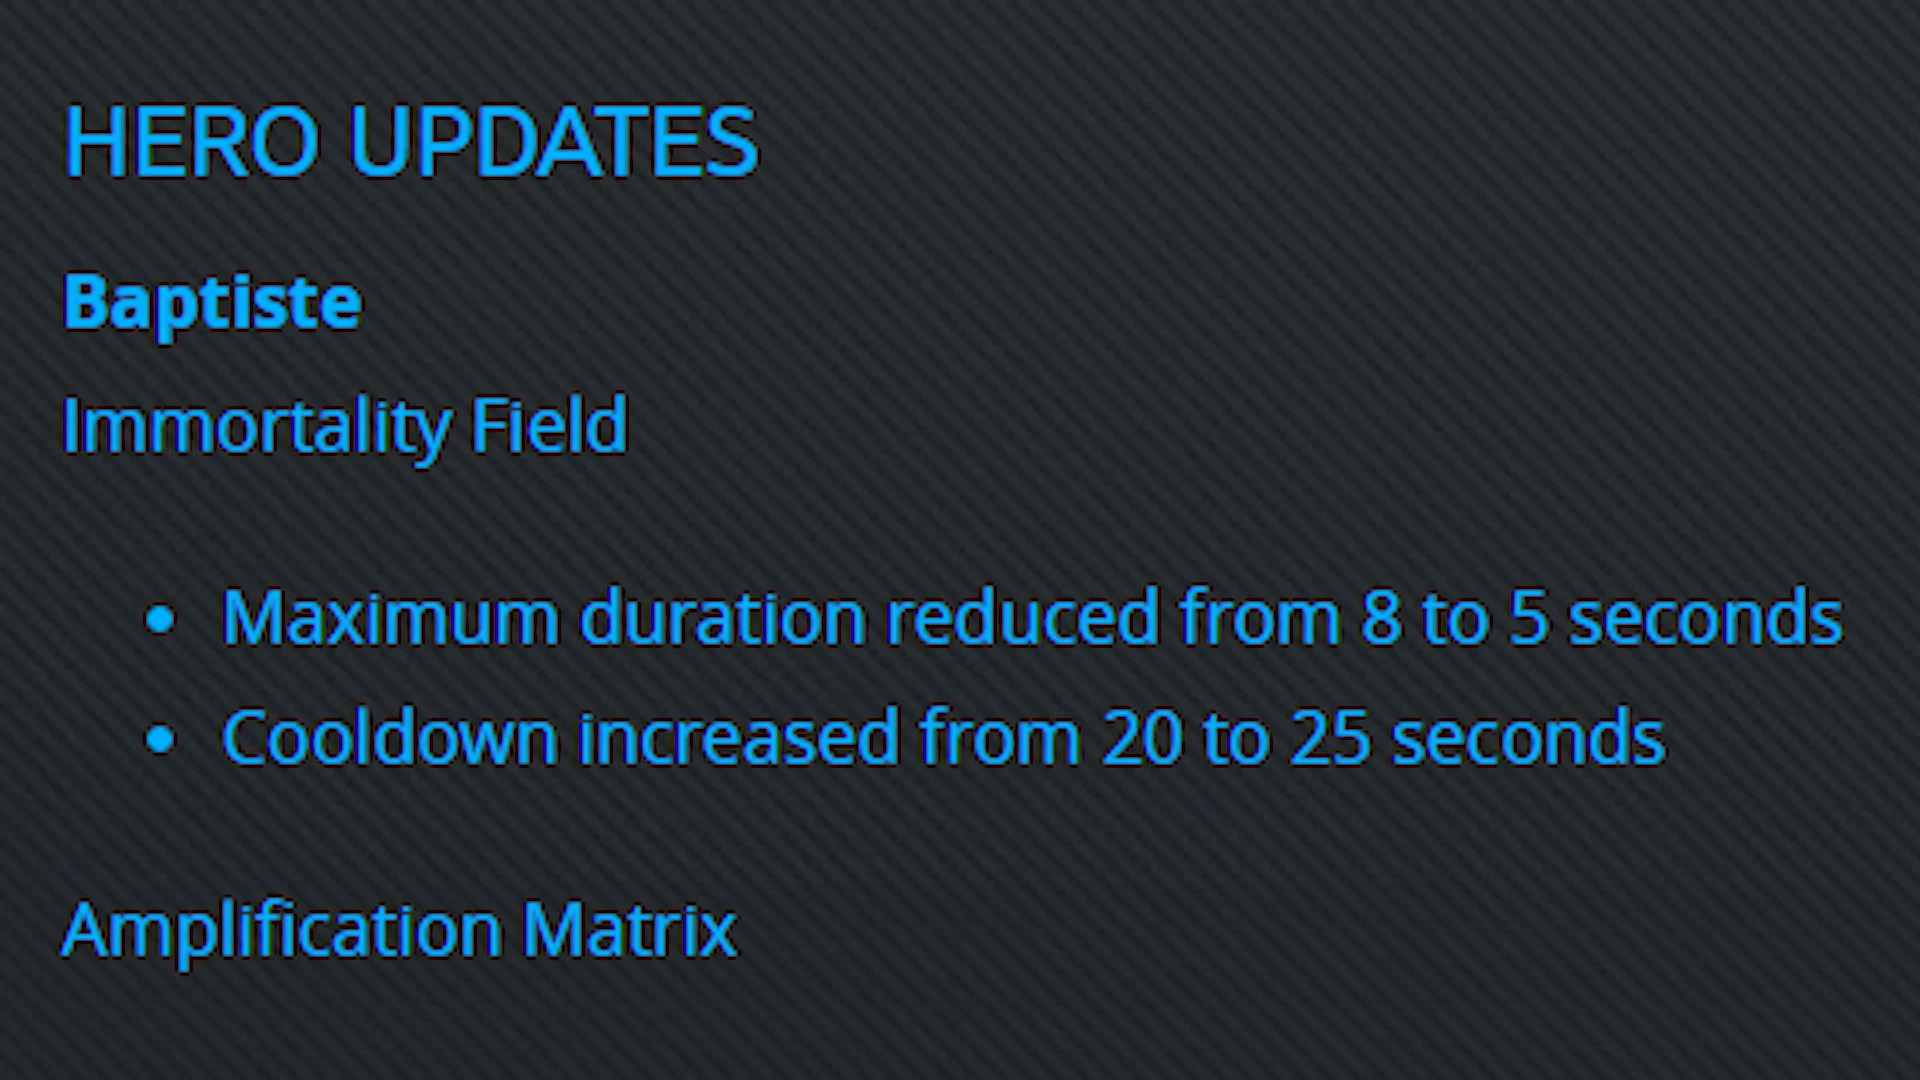 HERO UPDATES
Baptiste
Immortality Field
• Maximum duration reduced from 8 to 5 seconds
• Cooldown increased from 20 to 25 seconds
Amplification Matrix